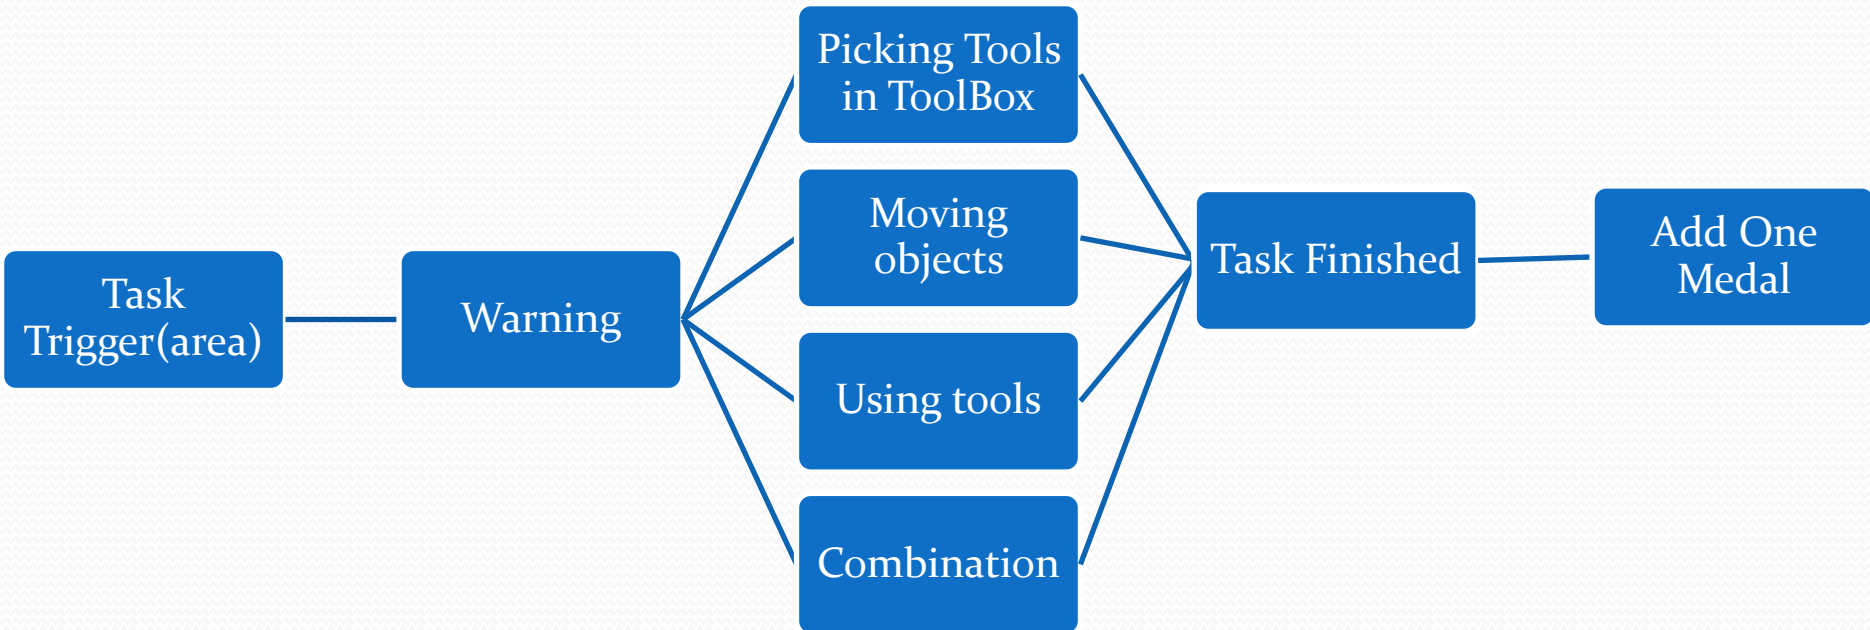 Task
Trigger(area)
Warning
Picking Tools
in ToolBox
Moving
objects
Using tools
Combination
Task Finished
Add One
Medal